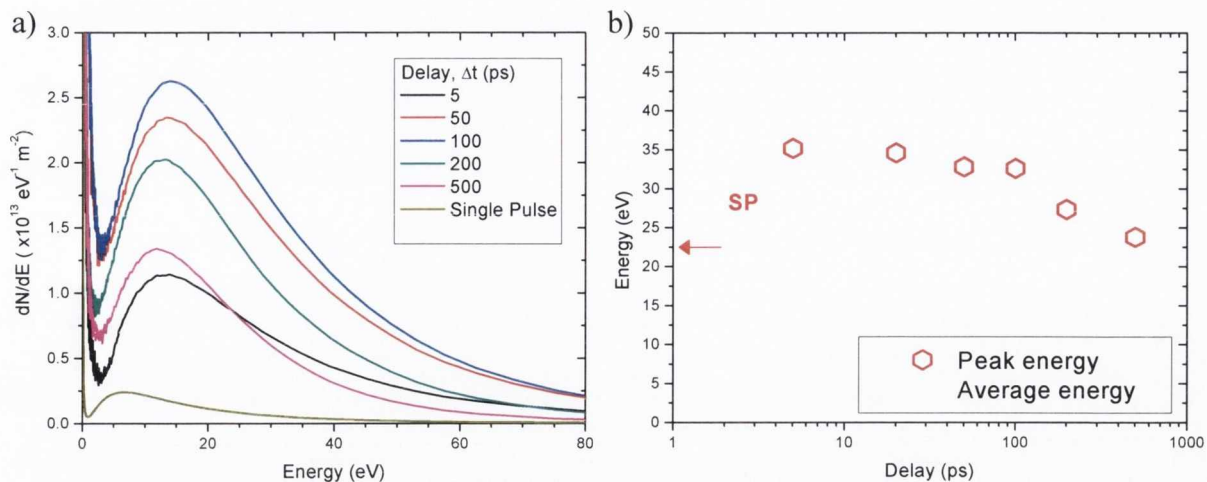 a)
3.0
2.5
2.0
1.5
1.0
0.5
0.0
dN/dE ( x10¹³ eV⁻¹ m⁻²)
0
20
40
60
80
Energy (eV)
Delay, Δt (ps)
5
50
100
200
500
Single Pulse
b)
50
45
40
35
30
25
20
15
10
5
0
Energy (eV)
SP
Peak energy
Average energy
1
10
100
1000
Delay (ps)